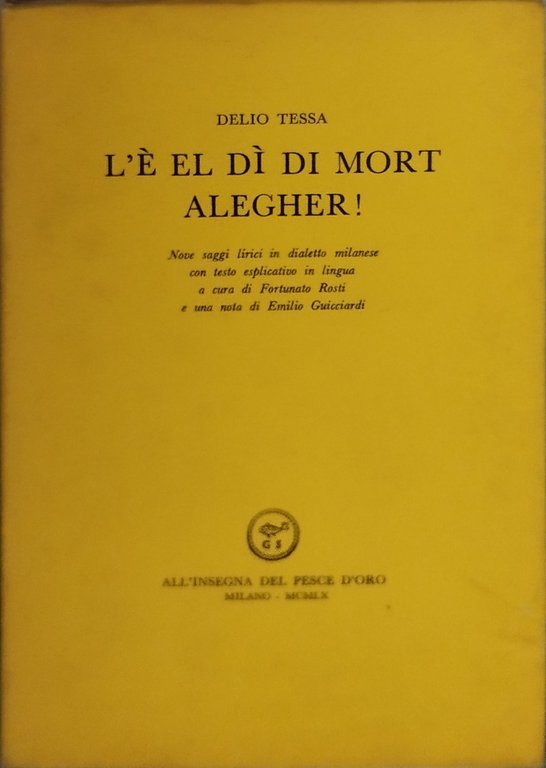 DELIO TESSA
L'È EL DÌ DI MORT
ALEGHER!
Nove saggi lirici in dialetto milanese
con testo esplicativo in lingua
a cura di Fortunato Rosti
e una nota di Emilio Guicciardi
G S
ALL'INSEGNA DEL PESCE D'ORO
MILANO - MCMLX